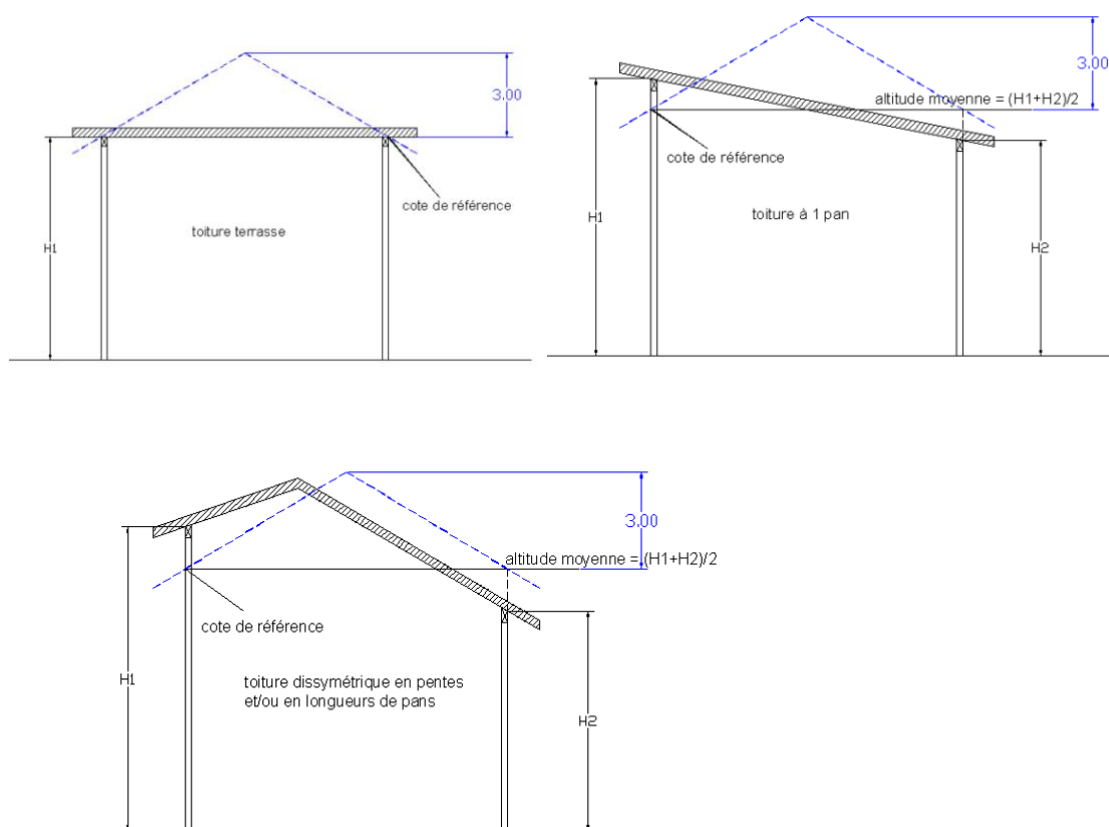 3.00
cote de référence
H1
toiture terrasse
3.00
altitude moyenne = (H1+H2)/2
cote de référence
H1
toiture à 1 pan
H2
3.00
altitude moyenne = (H1+H2)/2
cote de référence
H1
toiture dissymétrique en pentes
et/ou en longueurs de pans
H2